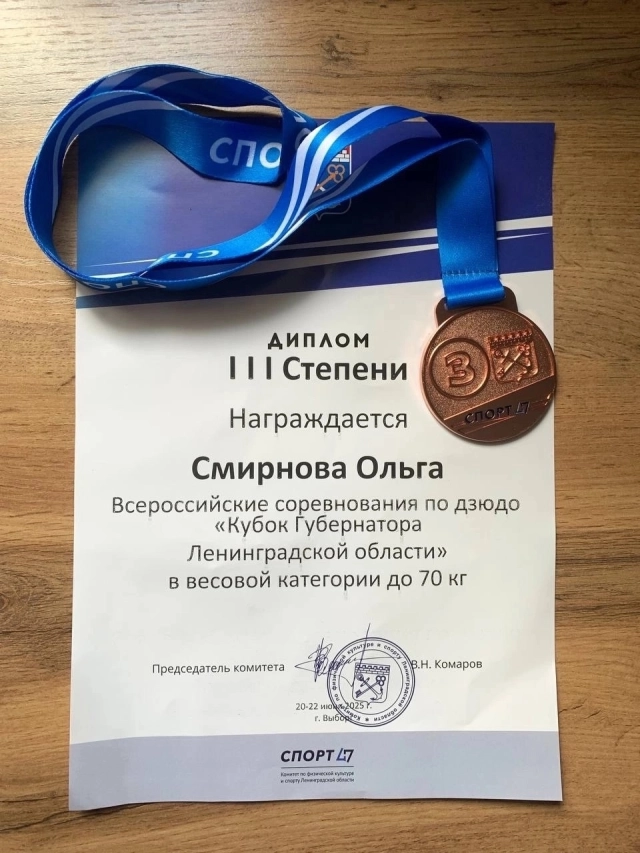 СПО
СП
ДИПЛОМ
III Степени
Награждается
Смирнова Ольга
Всероссийские соревнования по дзюдо
«Кубок Губернатора
Ленинградской области»
в весовой категории до 70 кг
3
СПОРТ 47
Председатель комитета
В.Н. Комаров
20-22 июня 2025 г.
СПОРТ 47
Комитет по физической культуре
и спорту Ленинградской области